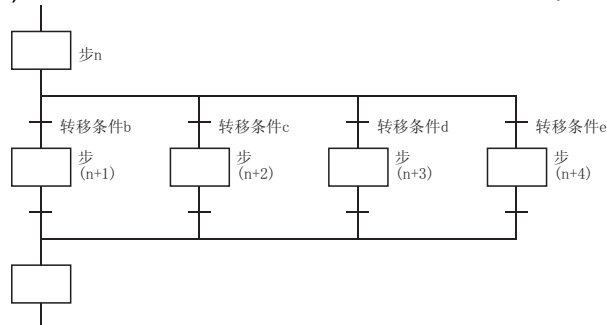 步n
转移条件b
转移条件c
转移条件d
转移条件e
步
(n+1)
步
(n+2)
步
(n+3)
步
(n+4)